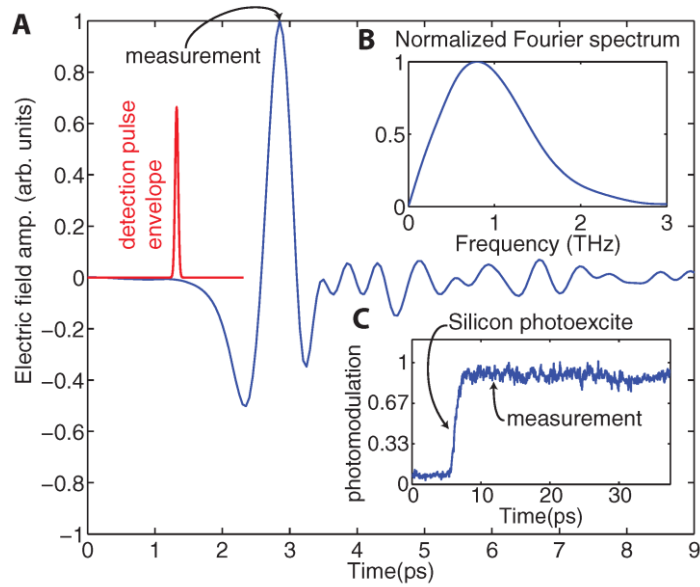 A
measurement
detection pulse
envelope
Electric field amp. (arb. units)
1
0.8
0.6
0.4
0.2
0
−0.2
−0.4
−0.6
−0.8
−1
0 1 2 3 4 5 6 7 8 9
Time(ps)
B Normalized Fourier spectrum
1
0.5
0
0 1 2 3
Frequency (THz)
C Silicon photoexcite
photomodulation
1
0.67
0.33
0
measurement
0 10 20 30
Time(ps)